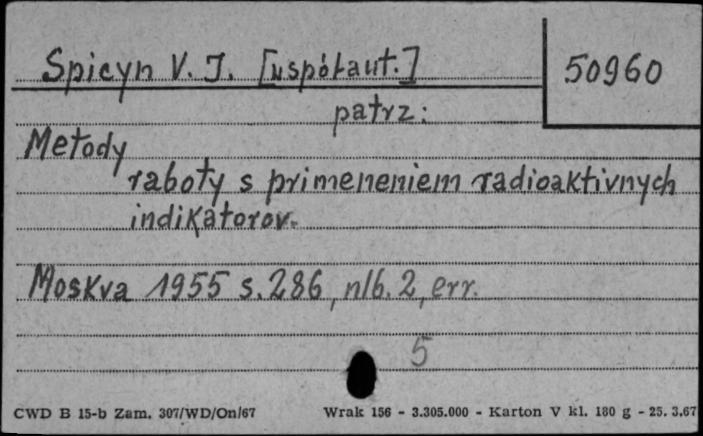 Spicyn V. J. [współaut.]
50960
patrz:
Metody
raboty s primeneniem radioaktivnych
indikatorov.
Moskva 1955 s. 286, nlb. 2, err.
5
CWD B 15-b Zam. 307/WD/On/67 Wrak 156 - 3.305.000 - Karton V kl. 180 g - 25. 3.67